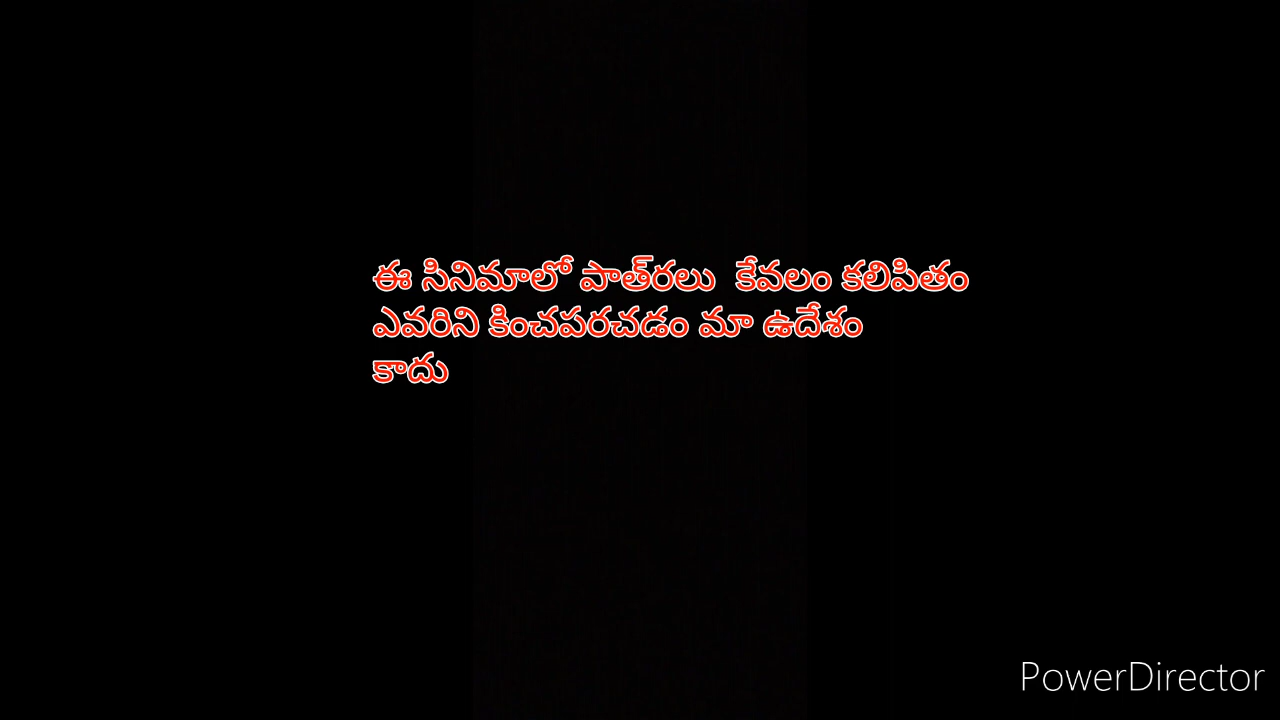 ఈ సినిమాలో పాత్‌రలు కేవలం కలిపితం
ఎవరిని కించపరచడం మా ఉదేశం
కాదు
PowerDirector